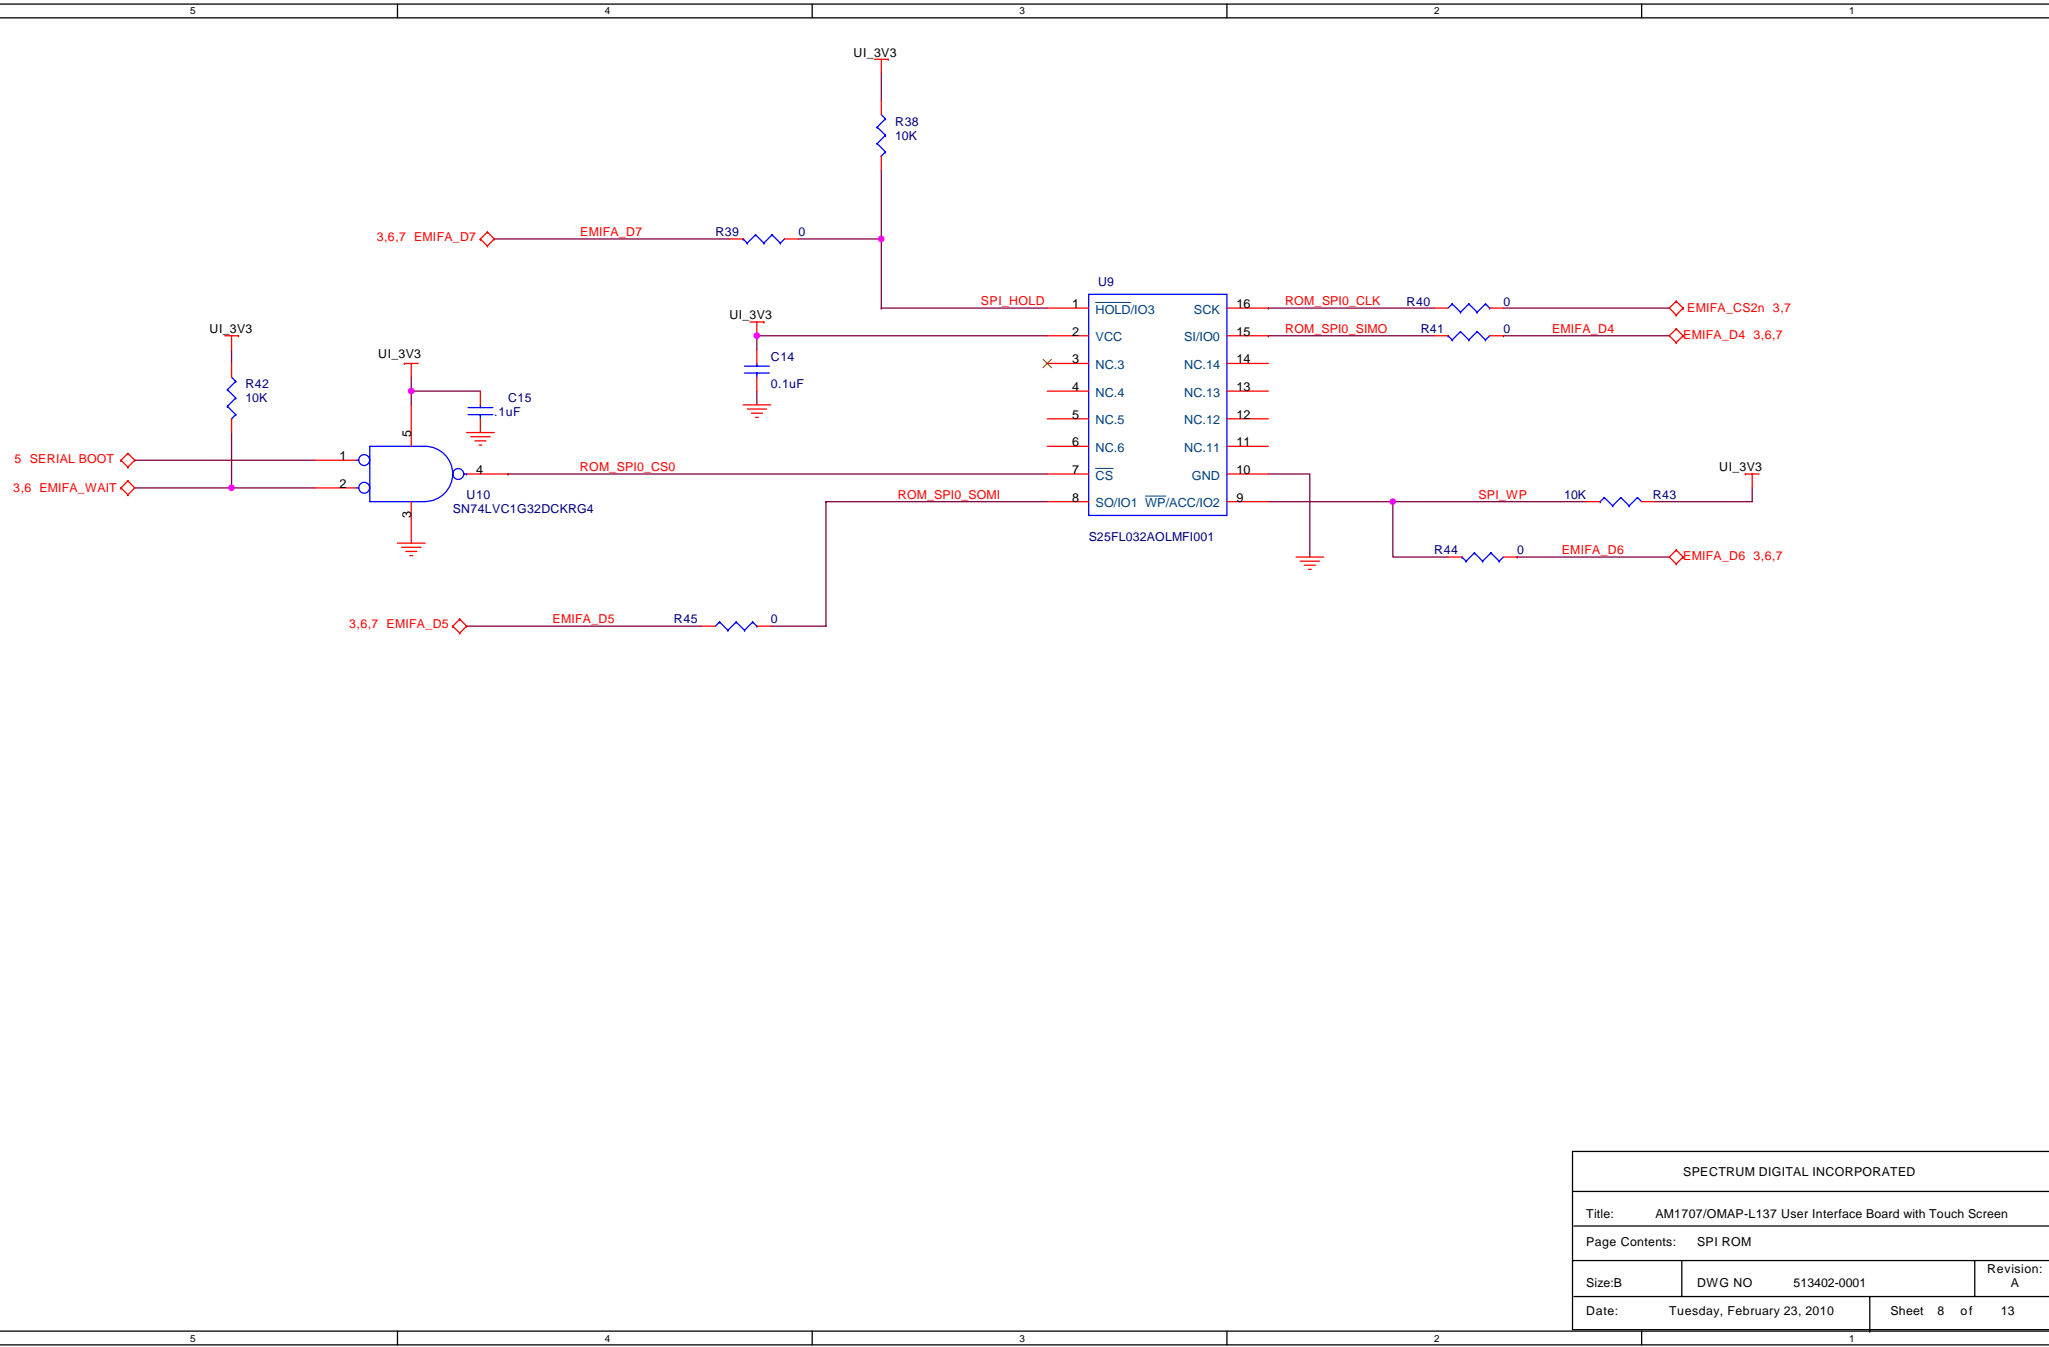 5 4 3 2 1
UI_3V3
R38
10K
3,6,7 EMIFA_D7 EMIFA_D7 R39 0
U9
SPI_HOLD 1 HOLD/IO3 SCK 16 ROM_SPI0_CLK R40 0 EMIFA_CS2n 3,7
UI_3V3
2 VCC SI/IO0 15 ROM_SPI0_SIMO R41 0 EMIFA_D4 EMIFA_D4 3,6,7
C14
0.1uF
3 NC.3 NC.14 14
4 NC.4 NC.13 13
5 NC.5 NC.12 12
6 NC.6 NC.11 11
UI_3V3
R42
10K
UI_3V3
C15
.1uF
5
5 SERIAL BOOT 1
3,6 EMIFA_WAIT 2
4 ROM_SPI0_CS0 7 CS GND 10
U10
SN74LVC1G32DCKRG4
3
ROM_SPI0_SOMI 8 SO/IO1 WP/ACC/IO2 9 SPI_WP 10K R43
UI_3V3
S25FL032AOLMFI001
R44 0 EMIFA_D6 EMIFA_D6 3,6,7
3,6,7 EMIFA_D5 EMIFA_D5 R45 0
SPECTRUM DIGITAL INCORPORATED
Title: AM1707/OMAP-L137 User Interface Board with Touch Screen
Page Contents: SPI ROM
Size:B DWG NO 513402-0001 Revision:
A
Date: Tuesday, February 23, 2010 Sheet 8 of 13
5 4 3 2 1